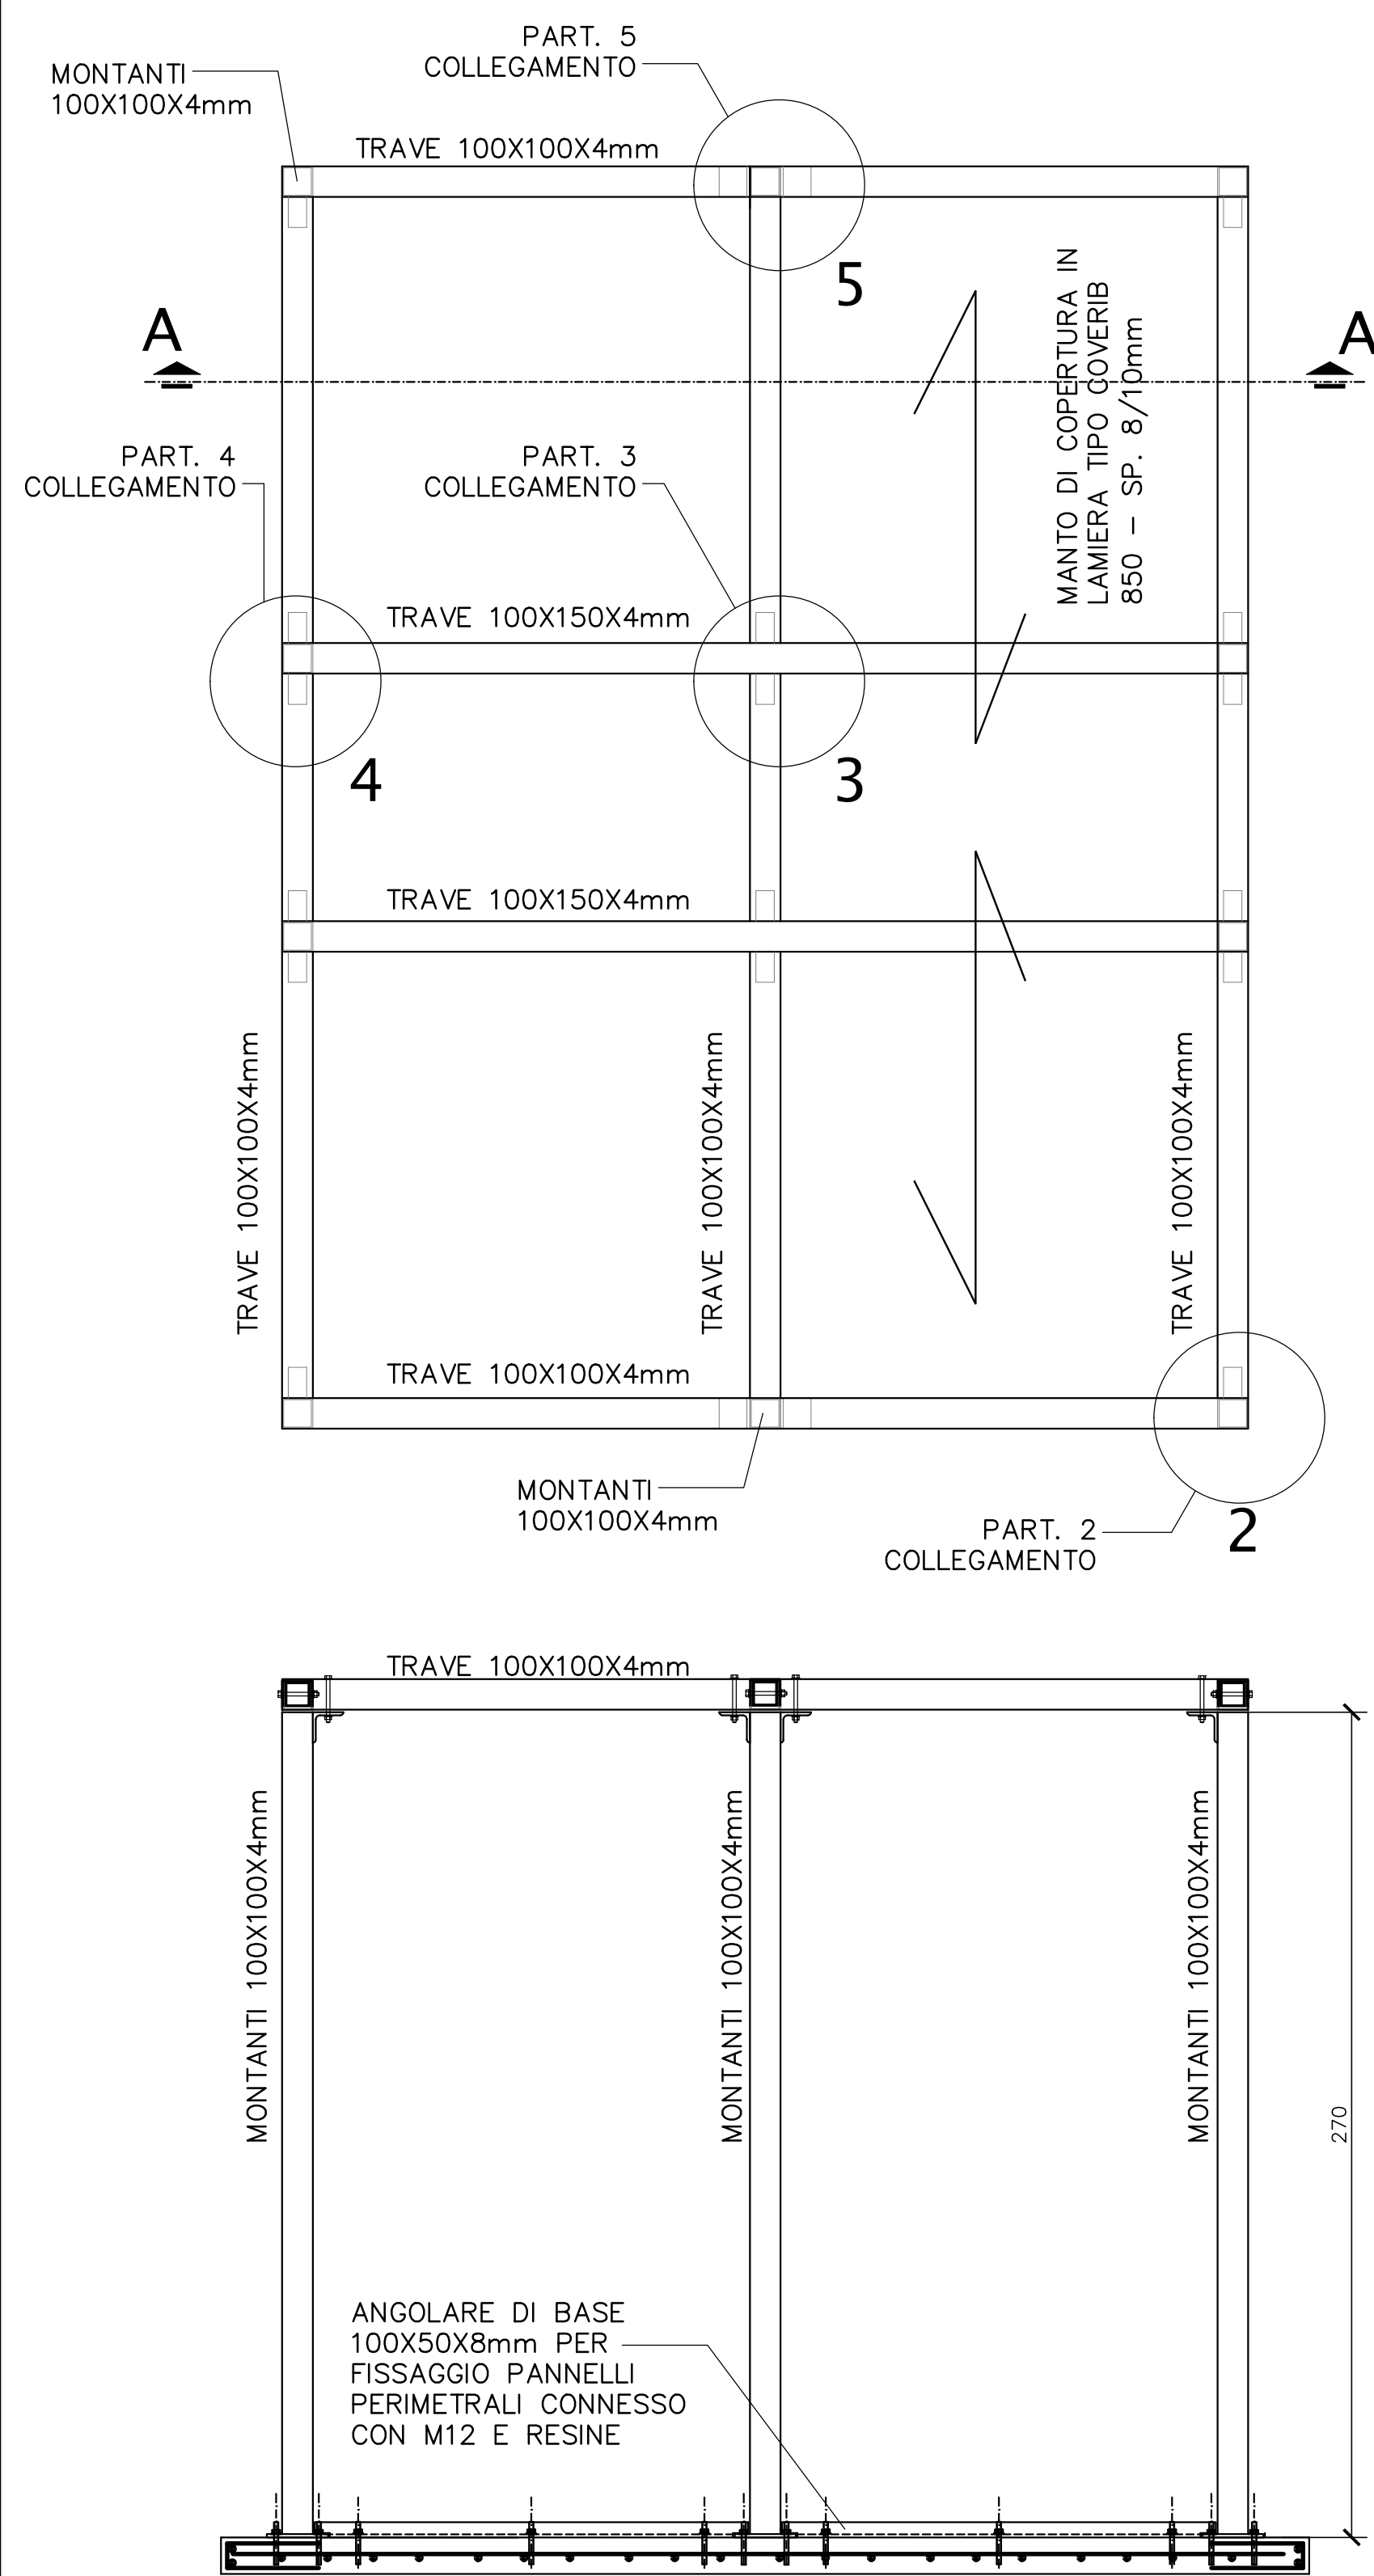 PART. 5
COLLEGAMENTO
MONTANTI
100X100X4mm
TRAVE 100X100X4mm
5
MANTO DI COPERTURA IN
LAMIERA TIPO COVERIB
850 – SP. 8/10mm
A
A
PART. 4
COLLEGAMENTO
PART. 3
COLLEGAMENTO
TRAVE 100X150X4mm
4
3
TRAVE 100X150X4mm
TRAVE 100X100X4mm
TRAVE 100X100X4mm
TRAVE 100X100X4mm
TRAVE 100X100X4mm
MONTANTI
100X100X4mm
PART. 2
COLLEGAMENTO
2
TRAVE 100X100X4mm
MONTANTI 100X100X4mm
MONTANTI 100X100X4mm
MONTANTI 100X100X4mm
270
ANGOLARE DI BASE
100X50X8mm PER
FISSAGGIO PANNELLI
PERIMETRALI CONNESSO
CON M12 E RESINE